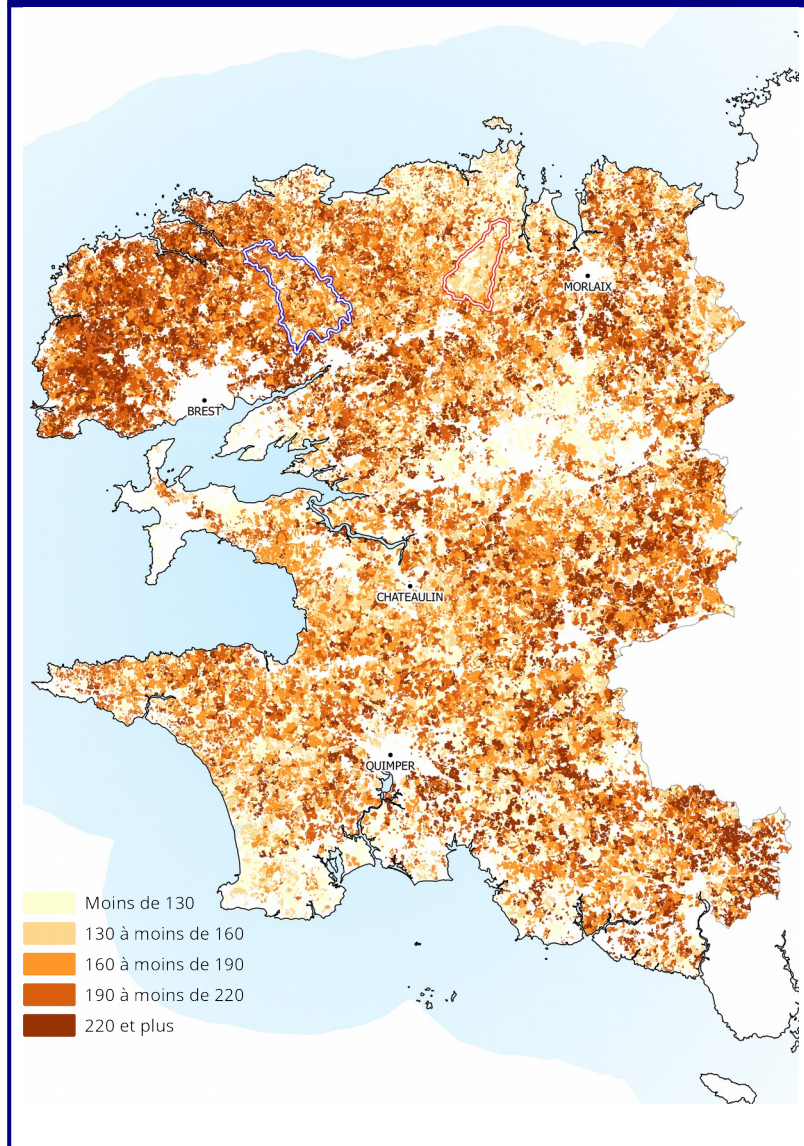 MORLAIX
BREST
CHATEAULIN
QUIMPER
Moins de 130
130 à moins de 160
160 à moins de 190
190 à moins de 220
220 et plus